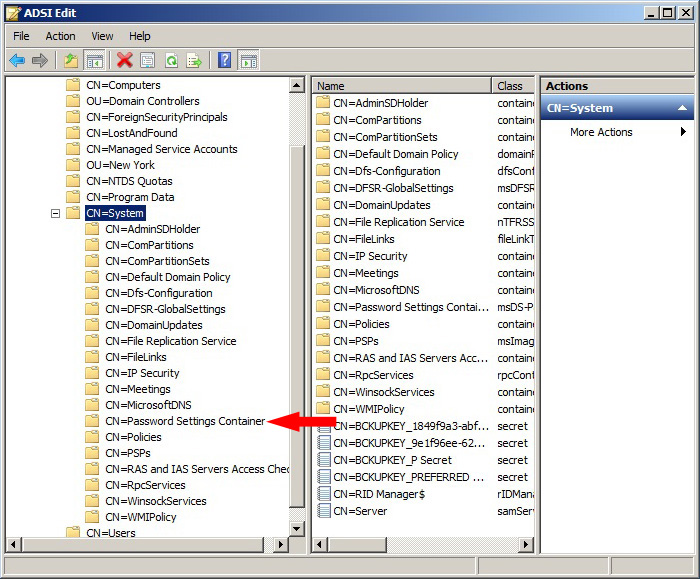 ADSI Edit
File Action View Help
CN=Computers
OU=Domain Controllers
CN=ForeignSecurityPrincipals
CN=LostAndFound
CN=Managed Service Accounts
OU=New York
CN=NTDS Quotas
CN=Program Data
CN=System
CN=AdminSDHolder
CN=ComPartitions
CN=ComPartitionSets
CN=Default Domain Policy
CN=Dfs-Configuration
CN=DFSR-GlobalSettings
CN=DomainUpdates
CN=File Replication Service
CN=FileLinks
CN=IP Security
CN=Meetings
CN=MicrosoftDNS
CN=Password Settings Container
CN=Policies
CN=PSPs
CN=RAS and IAS Servers Access Chec
CN=RpcServices
CN=WinsockServices
CN=WMIPolicy
CN=Users
Name Class
CN=AdminSDHolder containe
CN=ComPartitions containe
CN=ComPartitionSets containe
CN=Default Domain Policy domainP
CN=Dfs-Configuration dfsConf
CN=DFSR-GlobalSettings msDFSR
CN=DomainUpdates containe
CN=File Replication Service nTFRSS
CN=FileLinks fileLinkT
CN=IP Security containe
CN=Meetings containe
CN=MicrosoftDNS containe
CN=Password Settings Contai... msDS-P
CN=Policies containe
CN=PSPs msImag
CN=RAS and IAS Servers Acc... containe
CN=RpcServices rpcCont
CN=WinsockServices containe
CN=WMIPolicy containe
CN=BCKUPKEY_1849f9a3-abf... secret
CN=BCKUPKEY_9e1f96ee-62... secret
CN=BCKUPKEY_P Secret secret
CN=BCKUPKEY_PREFERRED ... secret
CN=RID Manager$ rIDMana
CN=Server samServ
Actions
CN=System
More Actions